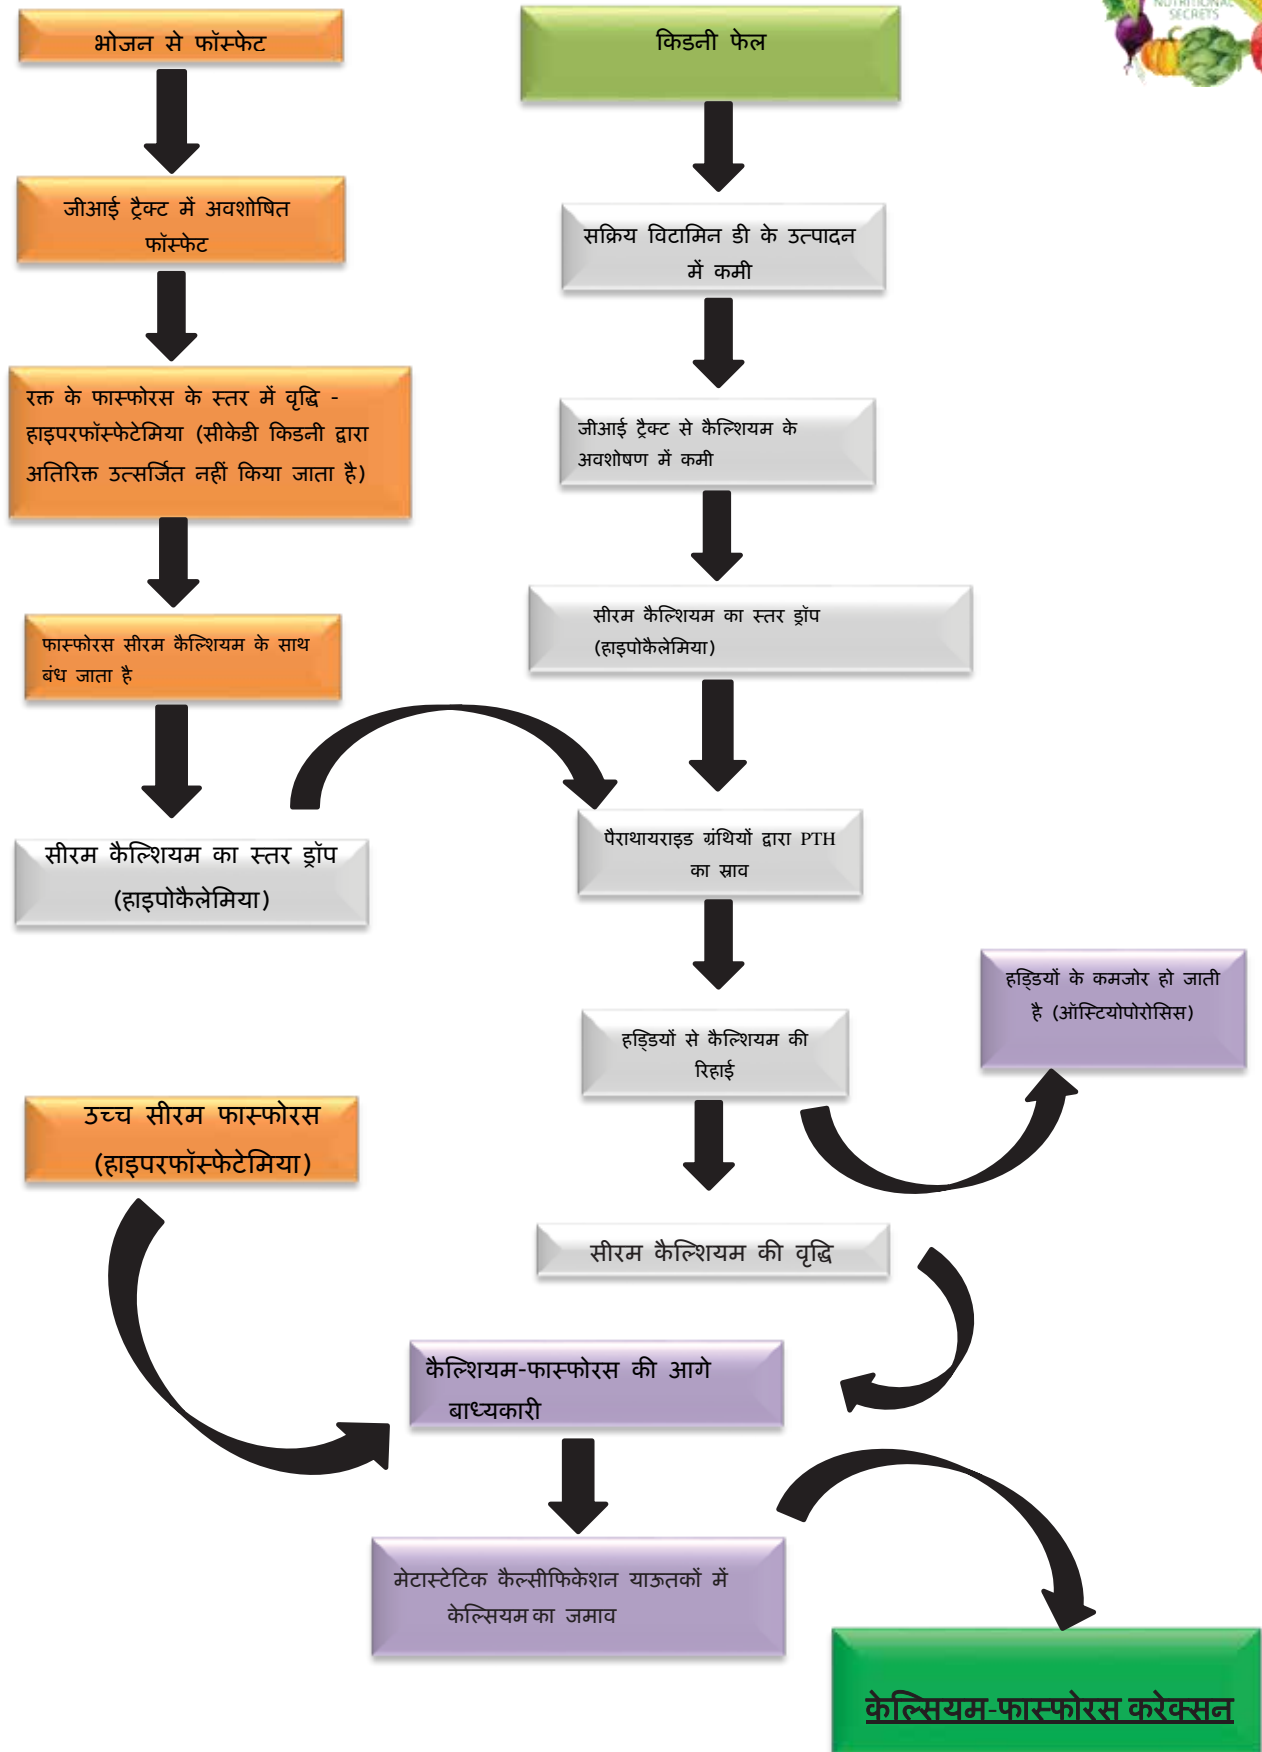 NUTRITIONAL
SECRETS
भोजन से फॉस्फेट
किडनी फेल
जीआई ट्रैक्ट में अवशोषित
फॉस्फेट
सक्रिय विटामिन डी के उत्पादन
में कमी
रक्त के फास्फोरस के स्तर में वृद्धि -
हाइपरफॉस्फेटेमिया (सीकेडी किडनी द्वारा
अतिरिक्त उत्सर्जित नहीं किया जाता है)
जीआई ट्रैक्ट से कैल्शियम के
अवशोषण में कमी
फास्फोरस सीरम कैल्शियम के साथ
बंध जाता है
सीरम कैल्शियम का स्तर ड्रॉप
(हाइपोकैलेमिया)
सीरम कैल्शियम का स्तर ड्रॉप
(हाइपोकैलेमिया)
पैराथायराइड ग्रंथियों द्वारा PTH
का स्राव
हड्डियों के कमजोर हो जाती
है (ऑस्टियोपोरोसिस)
हड्डियों से कैल्शियम की
रिहाई
उच्च सीरम फास्फोरस
(हाइपरफॉस्फेटेमिया)
सीरम कैल्शियम की वृद्धि
कैल्शियम-फास्फोरस की आगे
बाध्यकारी
मेटास्टेटिक कैल्सीफिकेशन याऊतकों में
केल्सियम का जमाव
केल्सियम-फास्फोरस करेक्सन